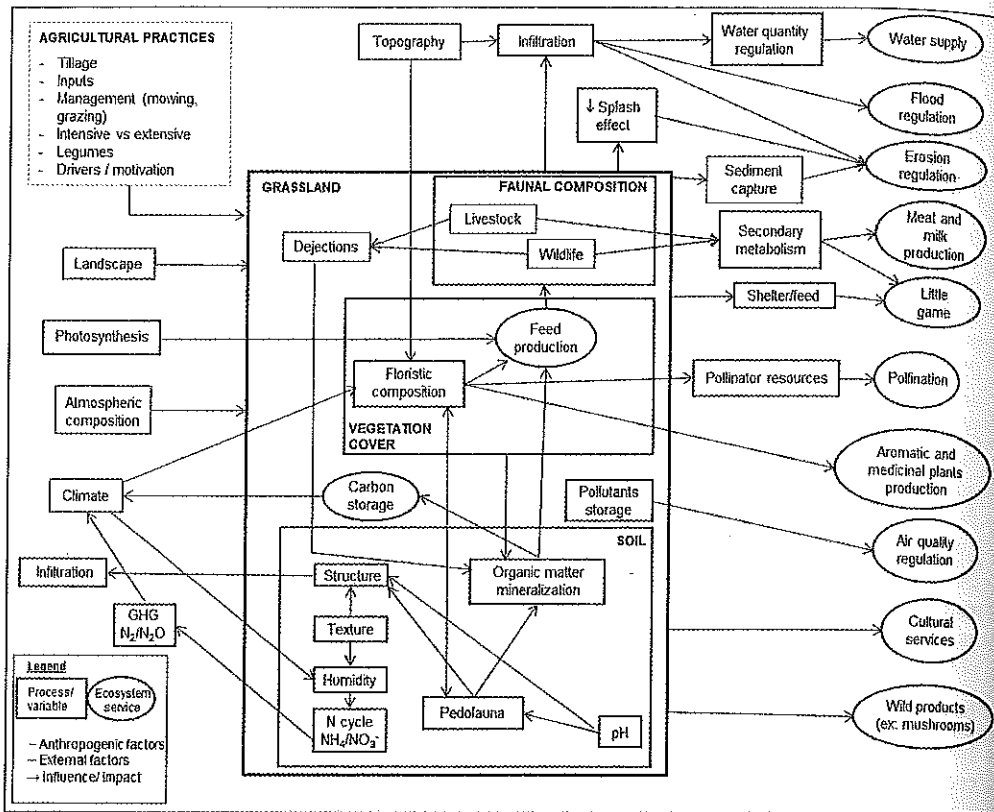 AGRICULTURAL PRACTICES
- Tillage
- Inputs
- Management (mowing,
grazing)
- Intensive vs extensive
- Legumes
- Drivers / motivation
Topography
Infiltration
Water quantity
regulation
Water supply
Flood
regulation
↓ Splash
effect
Erosion
regulation
Sediment
capture
GRASSLAND
FAUNAL COMPOSITION
Livestock
Dejections
Wildlife
Secondary
metabolism
Meat and
milk
production
Landscape
Shelter/feed
Little
game
Photosynthesis
Feed
production
Floristic
composition
Pollinator resources
Pollination
Atmospheric
composition
VEGETATION
COVER
Aromatic and
medicinal plants
production
Climate
Carbon
storage
Pollutants
storage
SOIL
Air quality
regulation
Infiltration
Structure
Organic matter
mineralization
GHG
N₂/N₂O
Texture
Cultural
services
Humidity
Legend
Process/
variable
Ecosystem
service
N cycle
NH₄/NO₃⁻
Pedofauna
pH
Wild products
(ex: mushrooms)
– Anthropogenic factors
– External factors
→ Influence/ impact